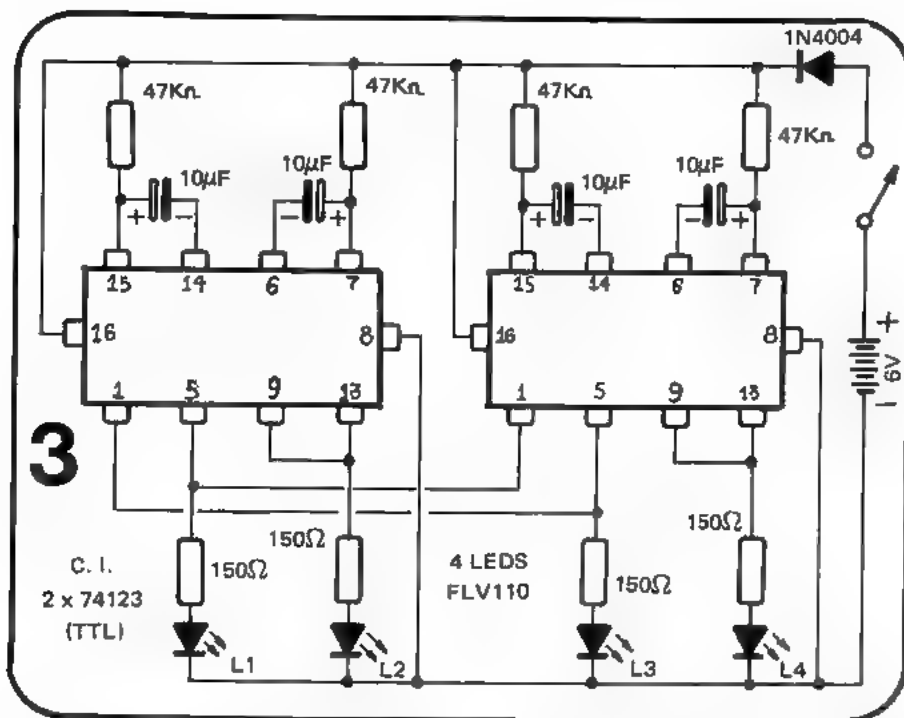 1N4004
47KΩ
47KΩ
47KΩ
47KΩ
10µF
10µF
10µF
10µF
+ −
− +
+ −
− +
15 14 6 7
15 14 6 7
16 8
16 8
+
6V
−
1 5 9 13
1 5 9 13
3
150Ω
150Ω
150Ω
150Ω
C. I.
2 x 74123
(TTL)
4 LEDS
FLV110
L1
L2
L3
L4